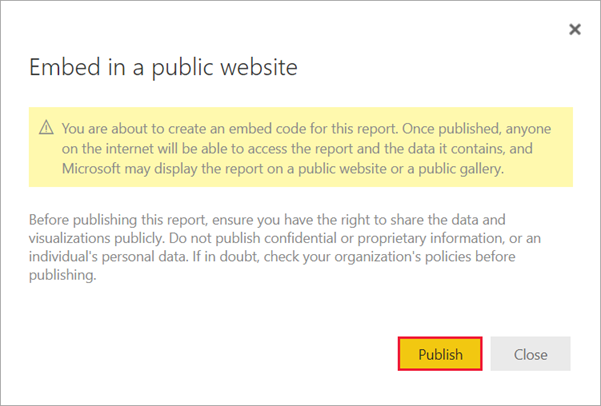 Embed in a public website
You are about to create an embed code for this report. Once published, anyone
on the internet will be able to access the report and the data it contains, and
Microsoft may display the report on a public website or a public gallery.
Before publishing this report, ensure you have the right to share the data and
visualizations publicly. Do not publish confidential or proprietary information, or an
individual's personal data. If in doubt, check your organization's policies before
publishing.
Publish
Close